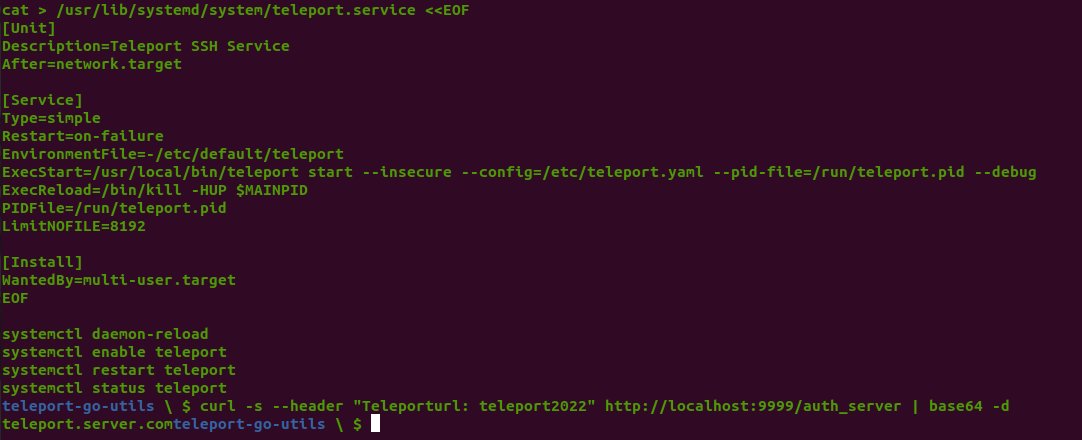 cat > /usr/lib/systemd/system/teleport.service <<EOF
[Unit]
Description=Teleport SSH Service
After=network.target

[Service]
Type=simple
Restart=on-failure
EnvironmentFile=-/etc/default/teleport
ExecStart=/usr/local/bin/teleport start --insecure --config=/etc/teleport.yaml --pid-file=/run/teleport.pid --debug
ExecReload=/bin/kill -HUP $MAINPID
PIDFile=/run/teleport.pid
LimitNOFILE=8192

[Install]
WantedBy=multi-user.target
EOF

systemctl daemon-reload
systemctl enable teleport
systemctl restart teleport
systemctl status teleport
teleport-go-utils \ $ curl -s --header "Teleporturl: teleport2022" http://localhost:9999/auth_server | base64 -d
teleport.server.comteleport-go-utils \ $